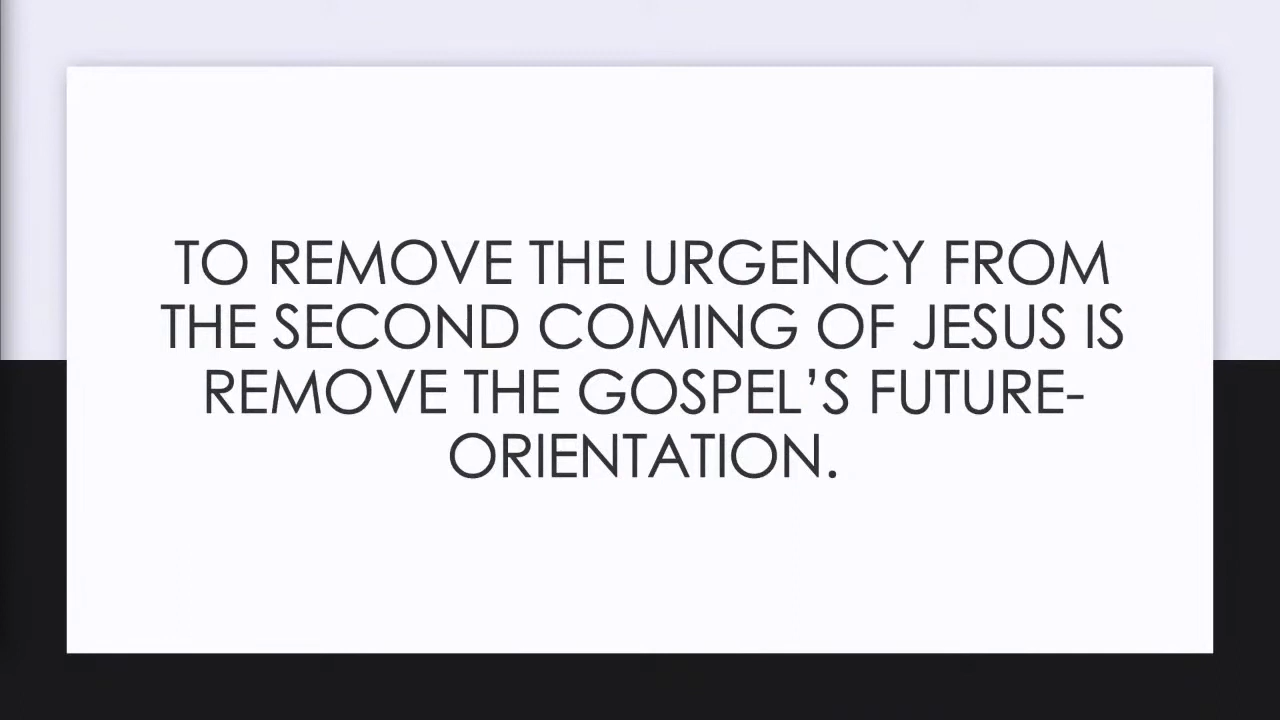 TO REMOVE THE URGENCY FROM
THE SECOND COMING OF JESUS IS
REMOVE THE GOSPEL’S FUTURE-
ORIENTATION.